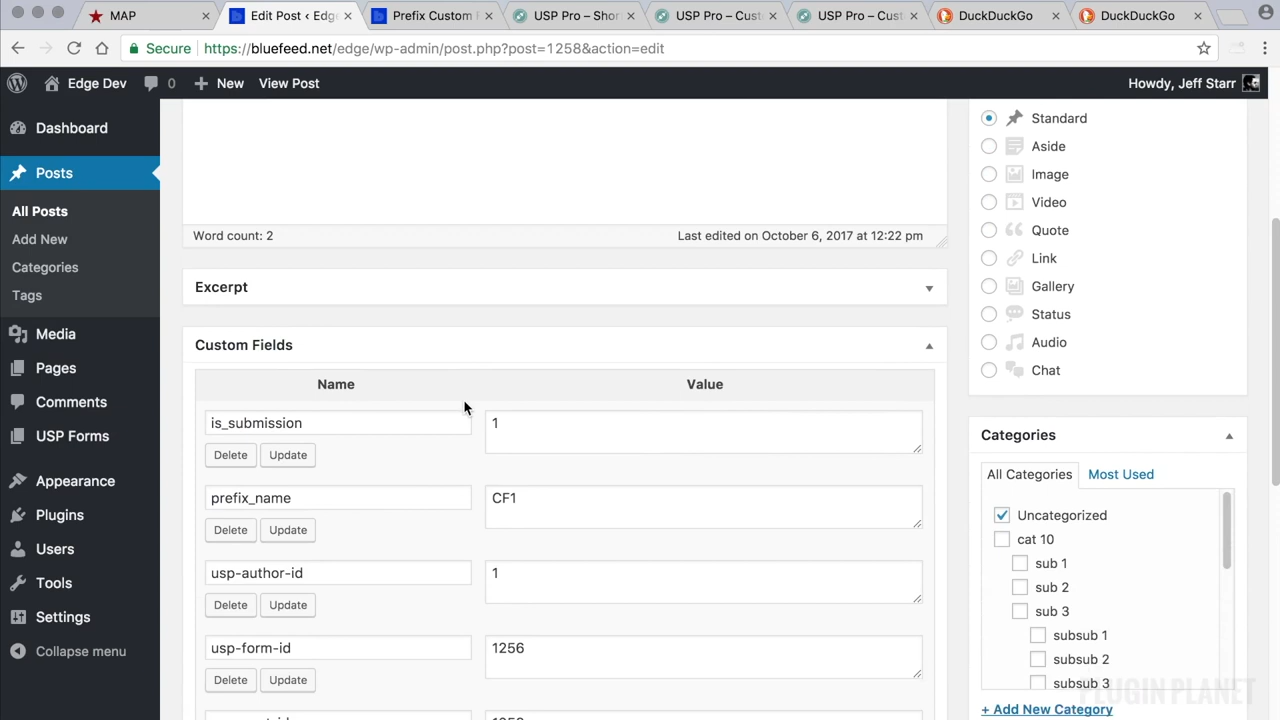 MAP
Edit Post ‹ Edge
Prefix Custom F
USP Pro – Shor
USP Pro – Cust
USP Pro – Cust
DuckDuckGo
DuckDuckGo
Secure https://bluefeed.net/edge/wp-admin/post.php?post=1258&action=edit
Edge Dev 0 New View Post Howdy, Jeff Starr
Dashboard
Posts
All Posts
Add New
Categories
Tags
Media
Pages
Comments
USP Forms
Appearance
Plugins
Users
Tools
Settings
Collapse menu
Word count: 2 Last edited on October 6, 2017 at 12:22 pm
Excerpt
Custom Fields
Name Value
is_submission 1
Delete Update
prefix_name CF1
Delete Update
usp-author-id 1
Delete Update
usp-form-id 1256
Delete Update
Standard
Aside
Image
Video
Quote
Link
Gallery
Status
Audio
Chat
Categories
All Categories Most Used
Uncategorized
cat 10
sub 1
sub 2
sub 3
subsub 1
subsub 2
subsub 3
+ Add New Category
PLUGIN PLANET